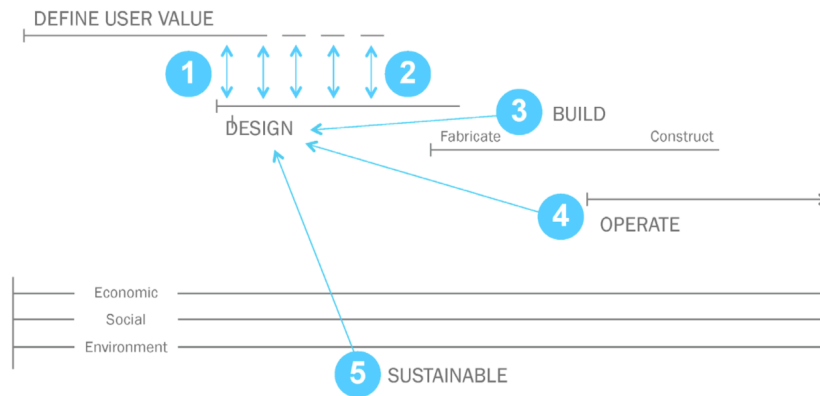 DEFINE USER VALUE
1
2
3 BUILD
DESIGN
Fabricate Construct
4
OPERATE
Economic
Social
Environment
5 SUSTAINABLE